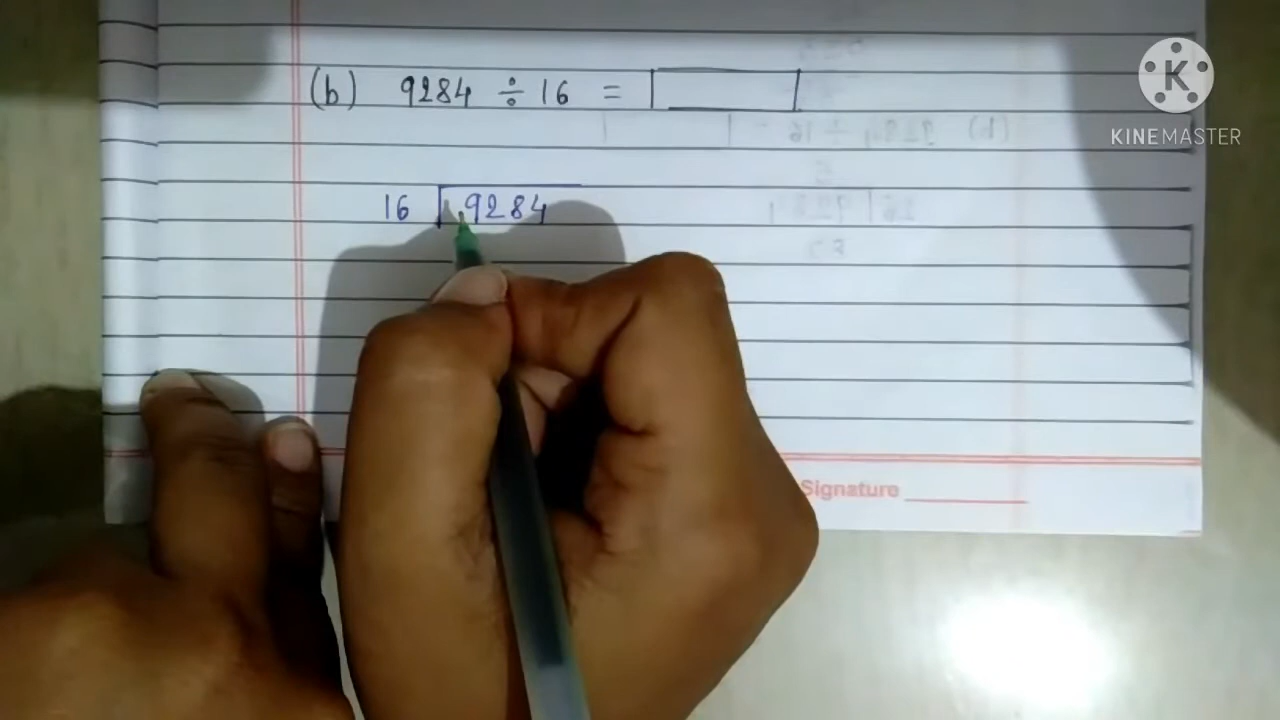 (b) 9284 ÷ 16 =
16 9284
Signature
K
KINEMASTER